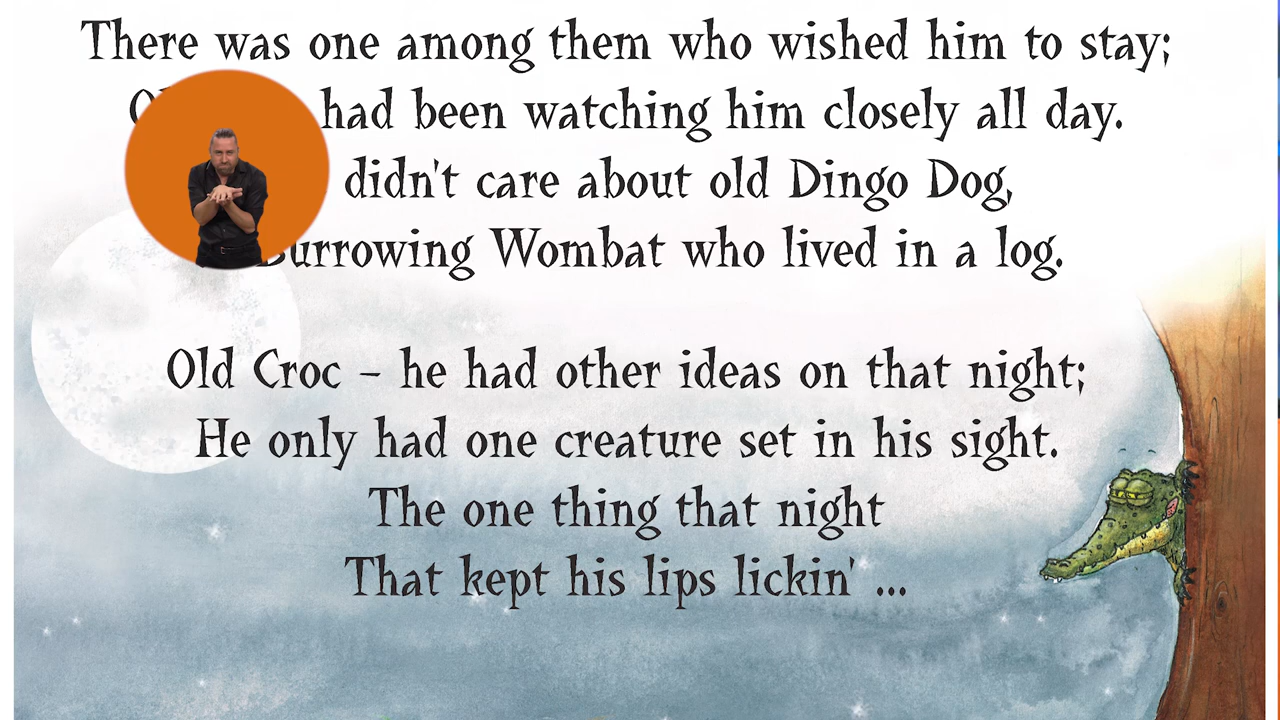 There was one among them who wished him to stay;
had been watching him closely all day.
didn't care about old Dingo Dog,
Burrowing Wombat who lived in a log.
Old Croc – he had other ideas on that night;
He only had one creature set in his sight.
The one thing that night
That kept his lips lickin' ...